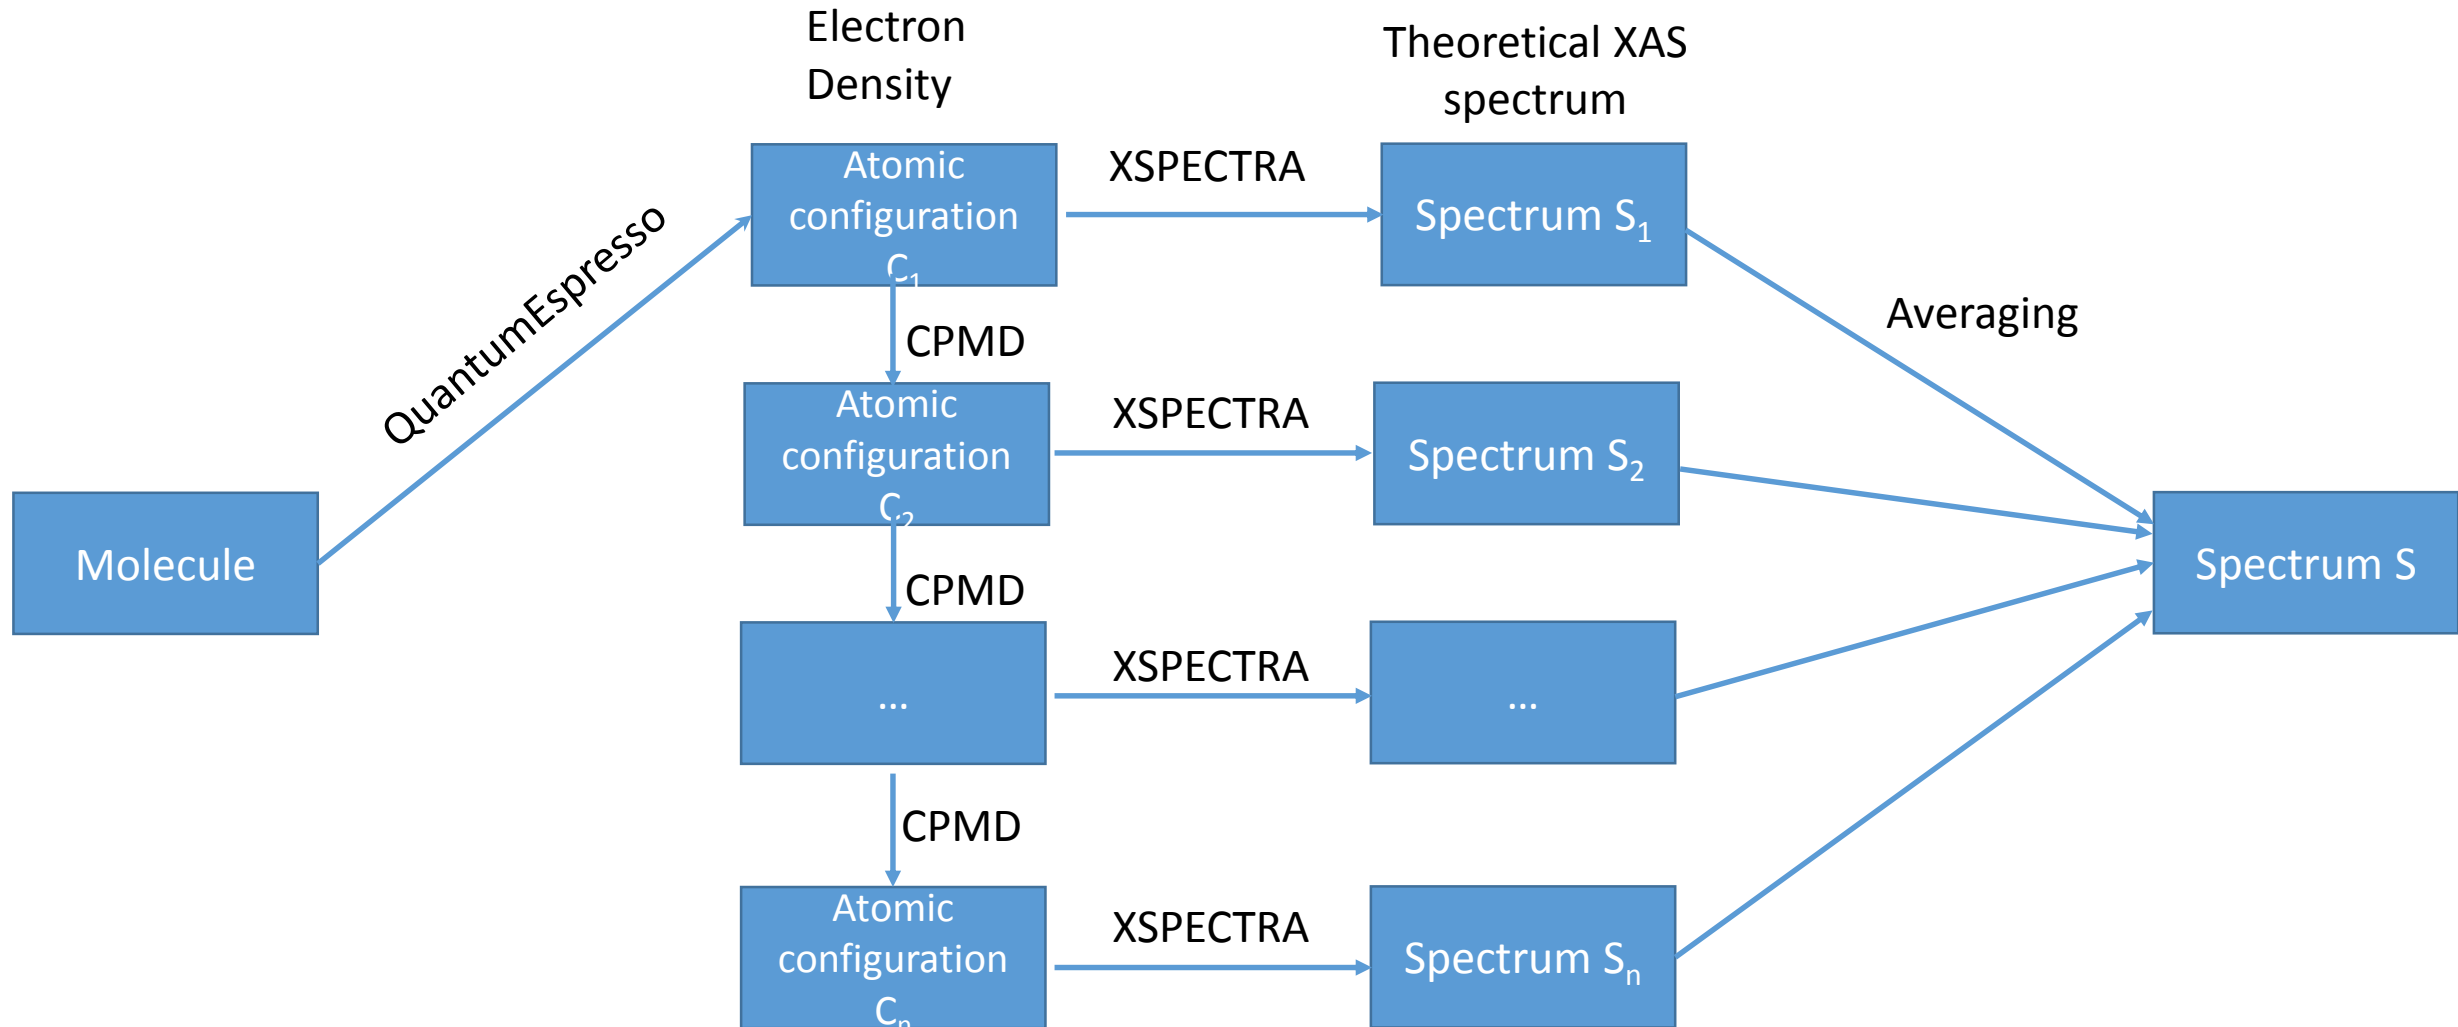 Electron
Density
Theoretical XAS
spectrum
Atomic
configuration
C₁
XSPECTRA
Spectrum S₁
QuantumEspresso
Averaging
CPMD
Atomic
configuration
C₂
XSPECTRA
Spectrum S₂
Molecule
Spectrum S
CPMD
...
XSPECTRA
...
CPMD
Atomic
configuration
Cₙ
XSPECTRA
Spectrum Sₙ